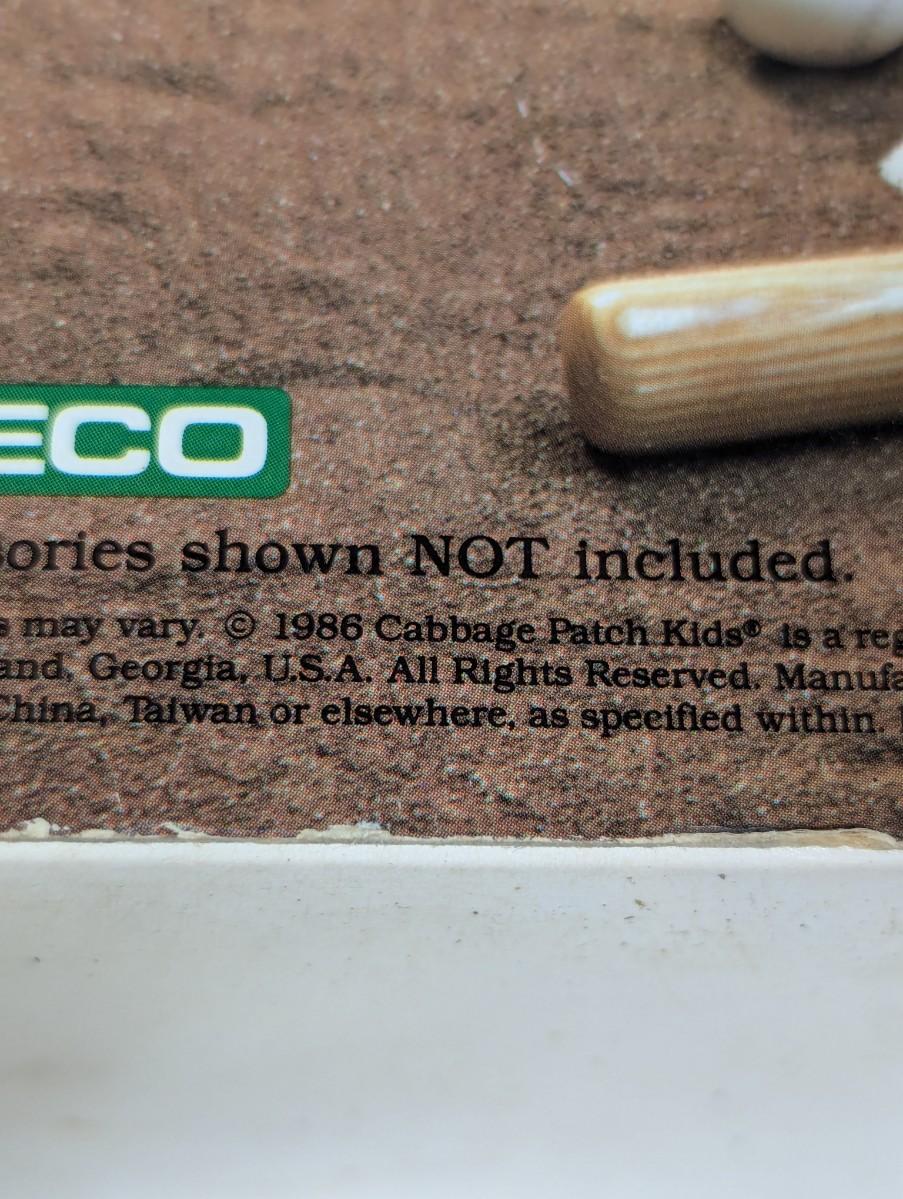 ECO
sories shown NOT included.
s may vary. © 1986 Cabbage Patch Kids® is a reg
and, Georgia, U.S.A. All Rights Reserved. Manufa
China, Taiwan or elsewhere, as specified within.